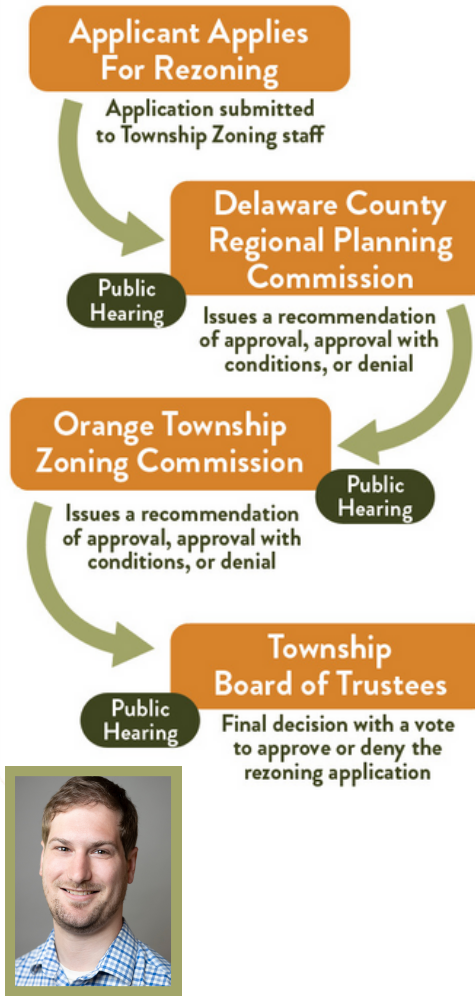 Applicant Applies
For Rezoning
Application submitted
to Township Zoning staff
Delaware County
Regional Planning
Commission
Public
Hearing
Issues a recommendation
of approval, approval with
conditions, or denial
Orange Township
Zoning Commission
Public
Hearing
Issues a recommendation
of approval, approval with
conditions, or denial
Township
Board of Trustees
Public
Hearing
Final decision with a vote
to approve or deny the
rezoning application